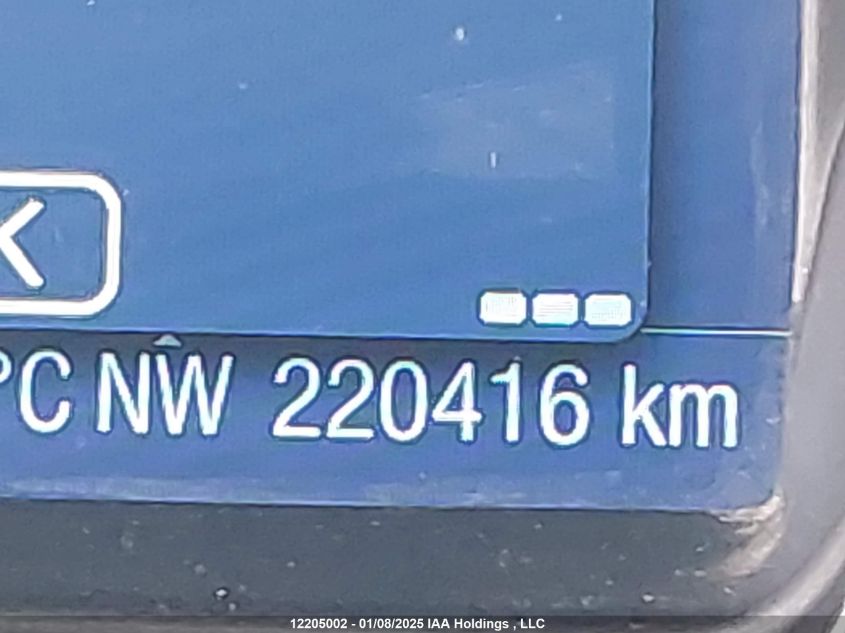 K
°C NW 220416 km
12205002 - 01/08/2025 IAA Holdings , LLC